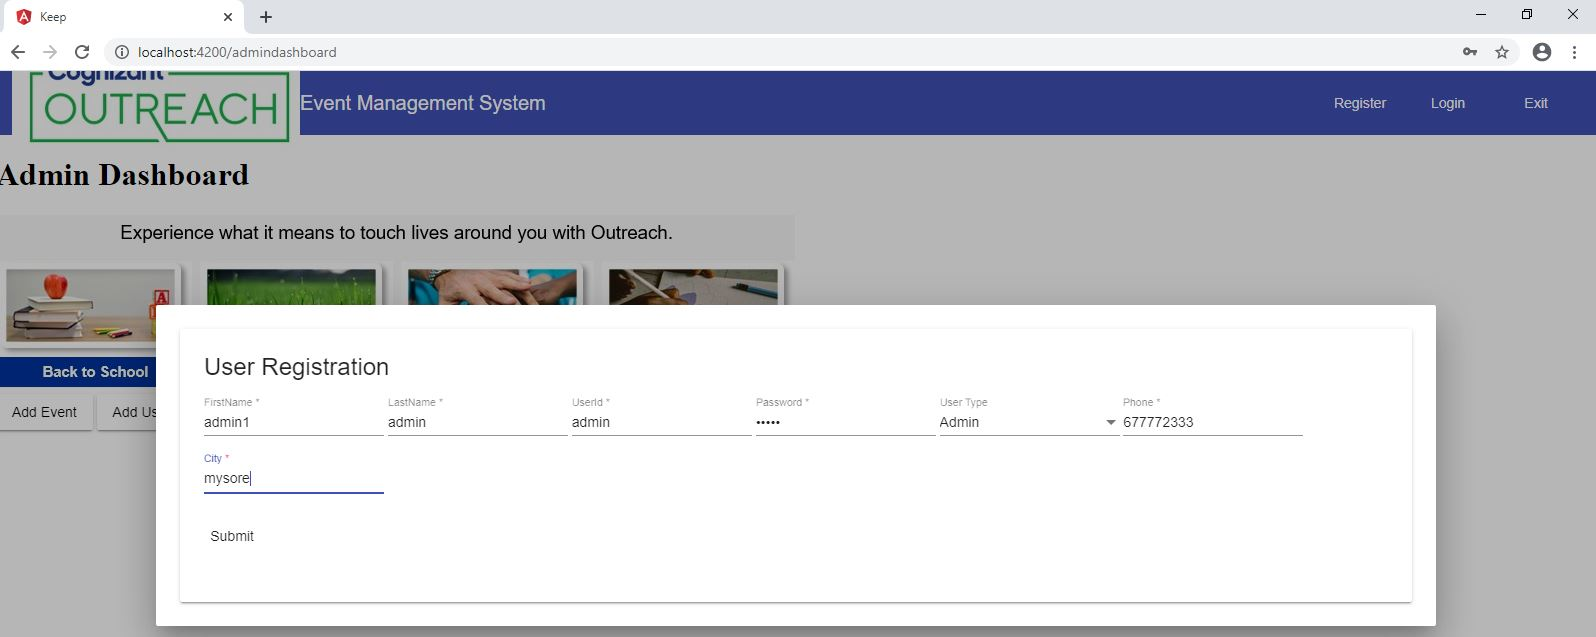 Keep
localhost:4200/admindashboard
Cognizant
OUTREACH
Event Management System
Register
Login
Exit
Admin Dashboard
Experience what it means to touch lives around you with Outreach.
A
Back to School
Add Event
Add Us
User Registration
FirstName *
LastName *
UserId *
Password *
User Type
Phone *
admin1
admin
admin
•••••
Admin
677772333
City *
mysore
Submit